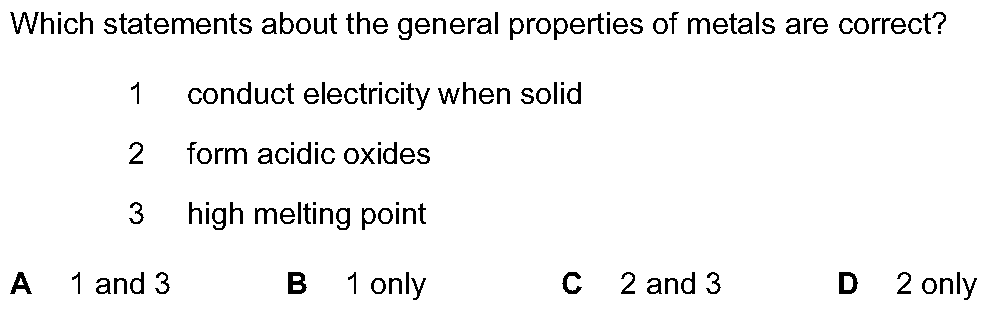 Which statements about the general properties of metals are correct?
1 conduct electricity when solid
2 form acidic oxides
3 high melting point
A 1 and 3 B 1 only C 2 and 3 D 2 only